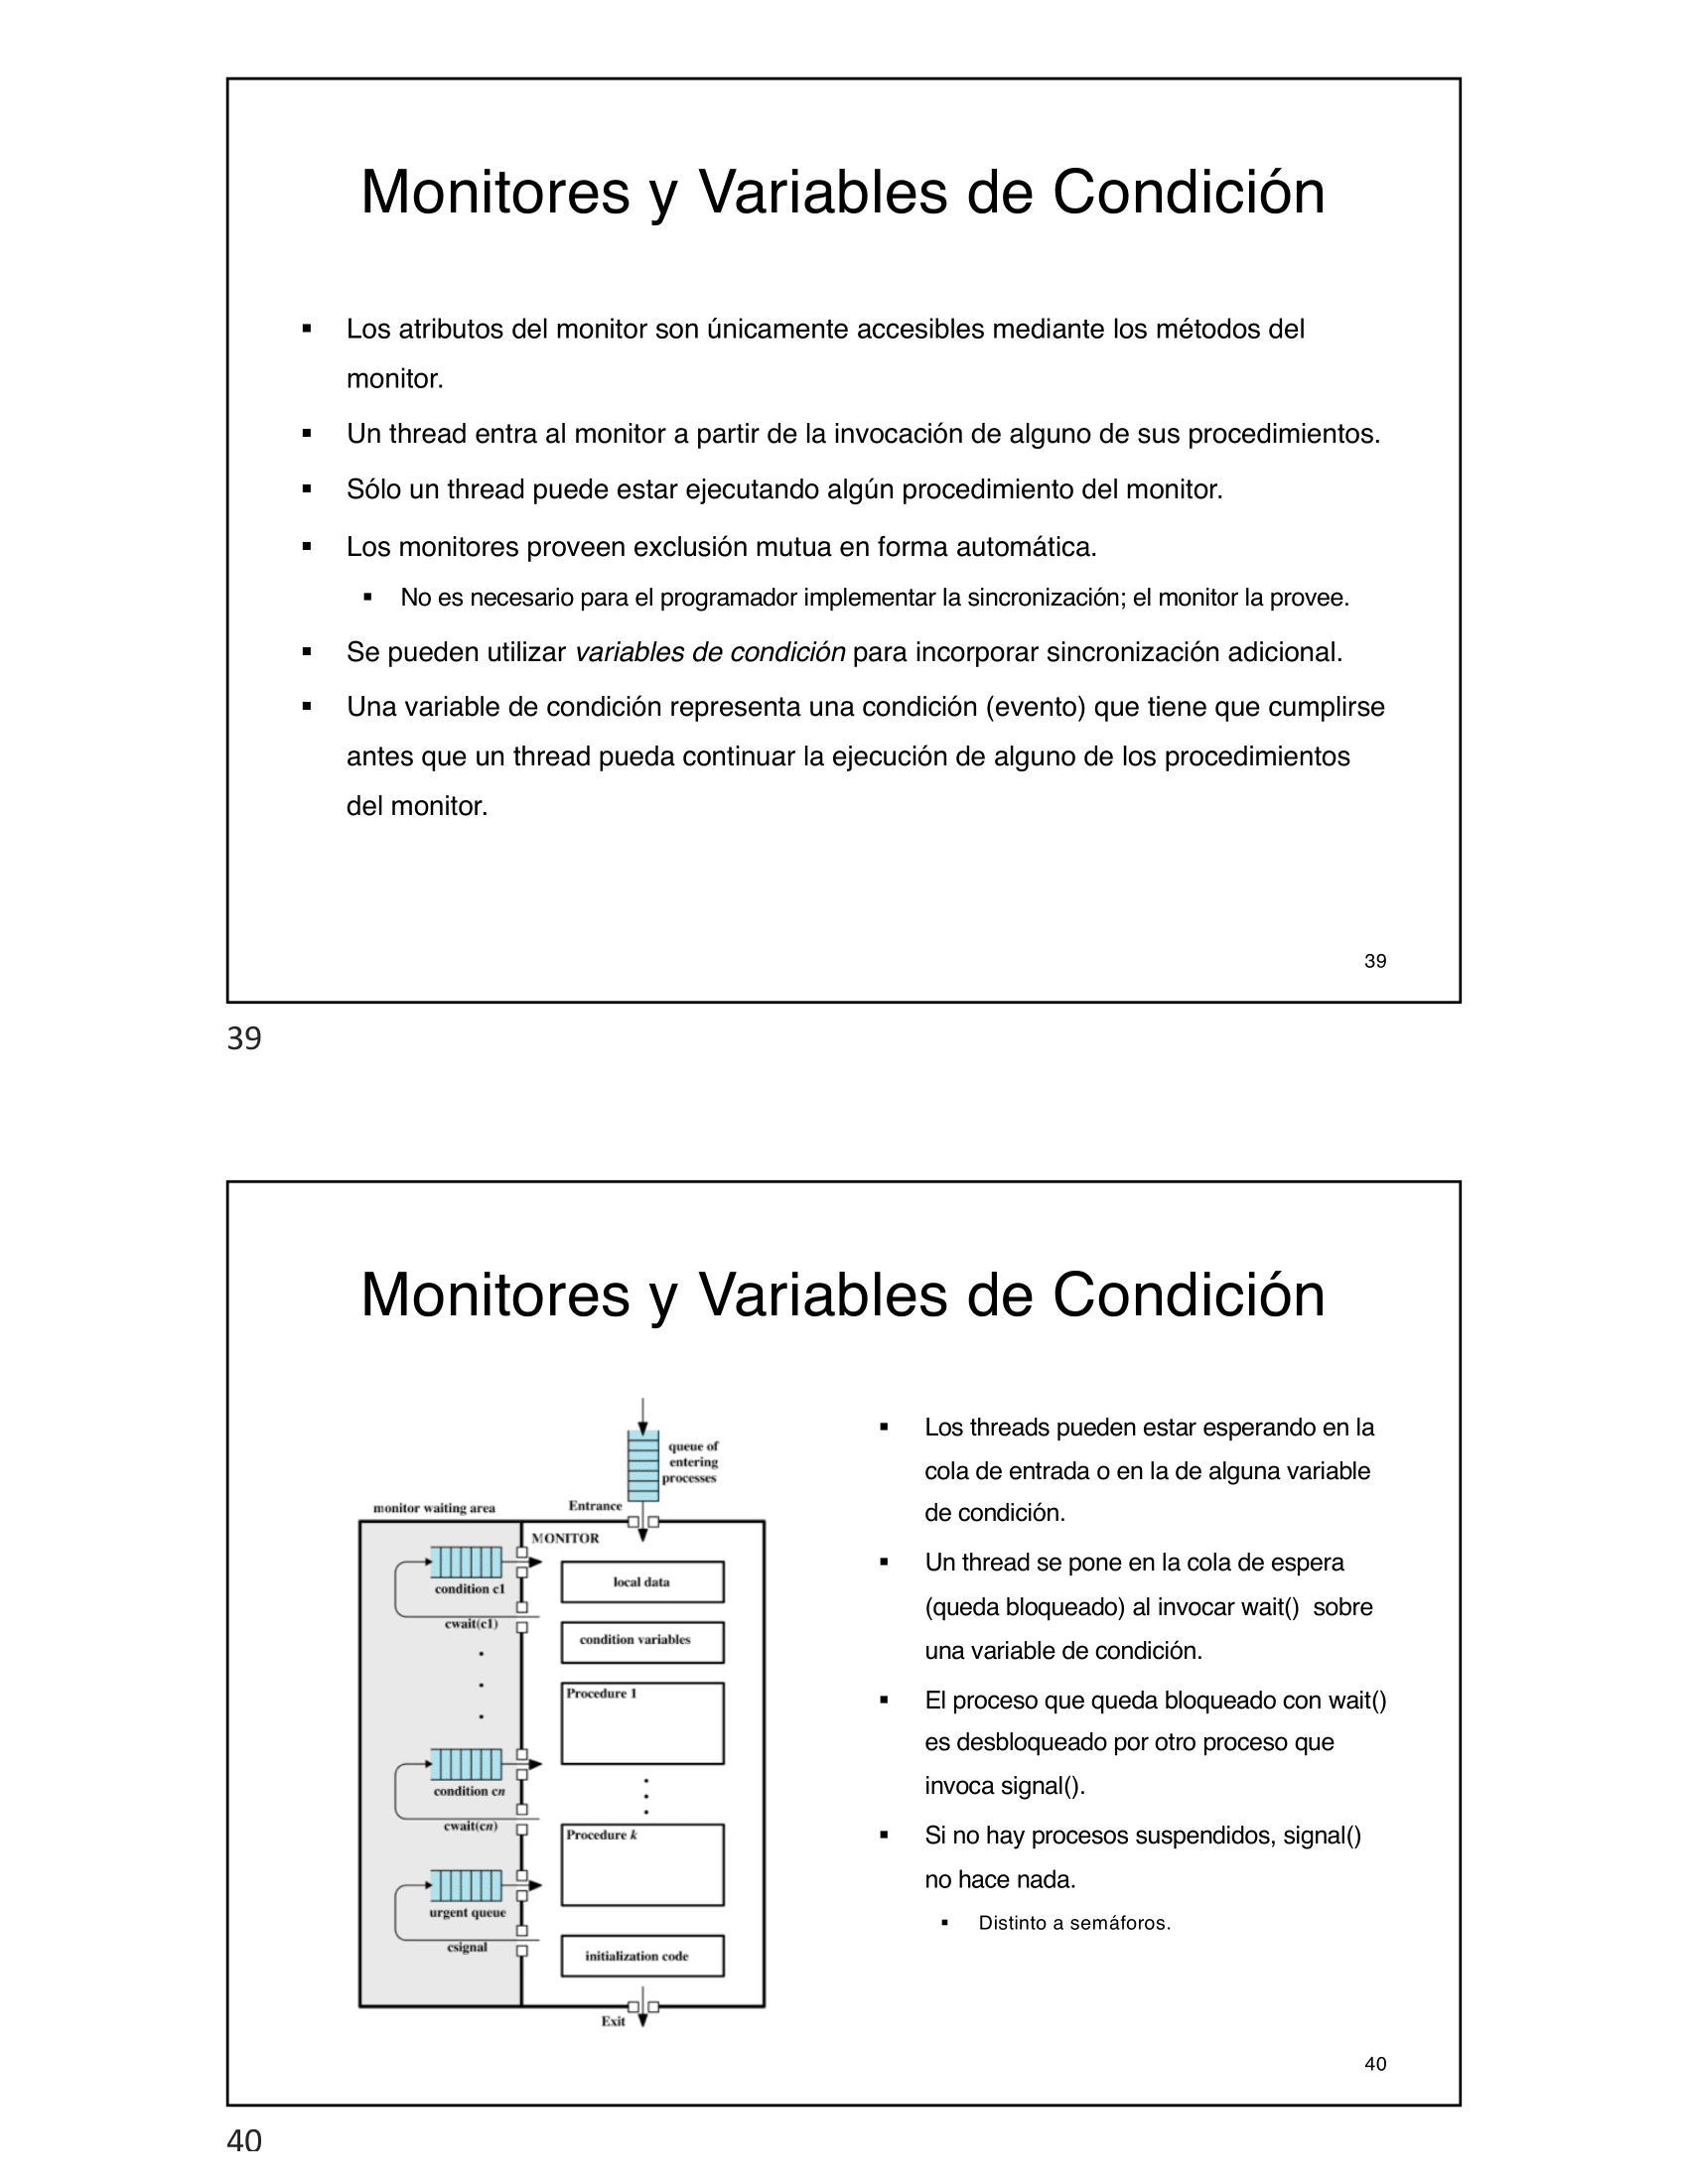 Monitores y Variables de Condición
▪ Los atributos del monitor son únicamente accesibles mediante los métodos del
monitor.
▪ Un thread entra al monitor a partir de la invocación de alguno de sus procedimientos.
▪ Sólo un thread puede estar ejecutando algún procedimiento del monitor.
▪ Los monitores proveen exclusión mutua en forma automática.
▪ No es necesario para el programador implementar la sincronización; el monitor la provee.
▪ Se pueden utilizar variables de condición para incorporar sincronización adicional.
▪ Una variable de condición representa una condición (evento) que tiene que cumplirse
antes que un thread pueda continuar la ejecución de alguno de los procedimientos
del monitor.
39
39
Monitores y Variables de Condición
queue of
entering
processes
monitor waiting area
Entrance
MONITOR
condition c1
local data
cwait(c1)
condition variables
Procedure 1
condition cn
cwait(cn)
Procedure k
urgent queue
csignal
initialization code
Exit
▪ Los threads pueden estar esperando en la
cola de entrada o en la de alguna variable
de condición.
▪ Un thread se pone en la cola de espera
(queda bloqueado) al invocar wait() sobre
una variable de condición.
▪ El proceso que queda bloqueado con wait()
es desbloqueado por otro proceso que
invoca signal().
▪ Si no hay procesos suspendidos, signal()
no hace nada.
▪ Distinto a semáforos.
40
40